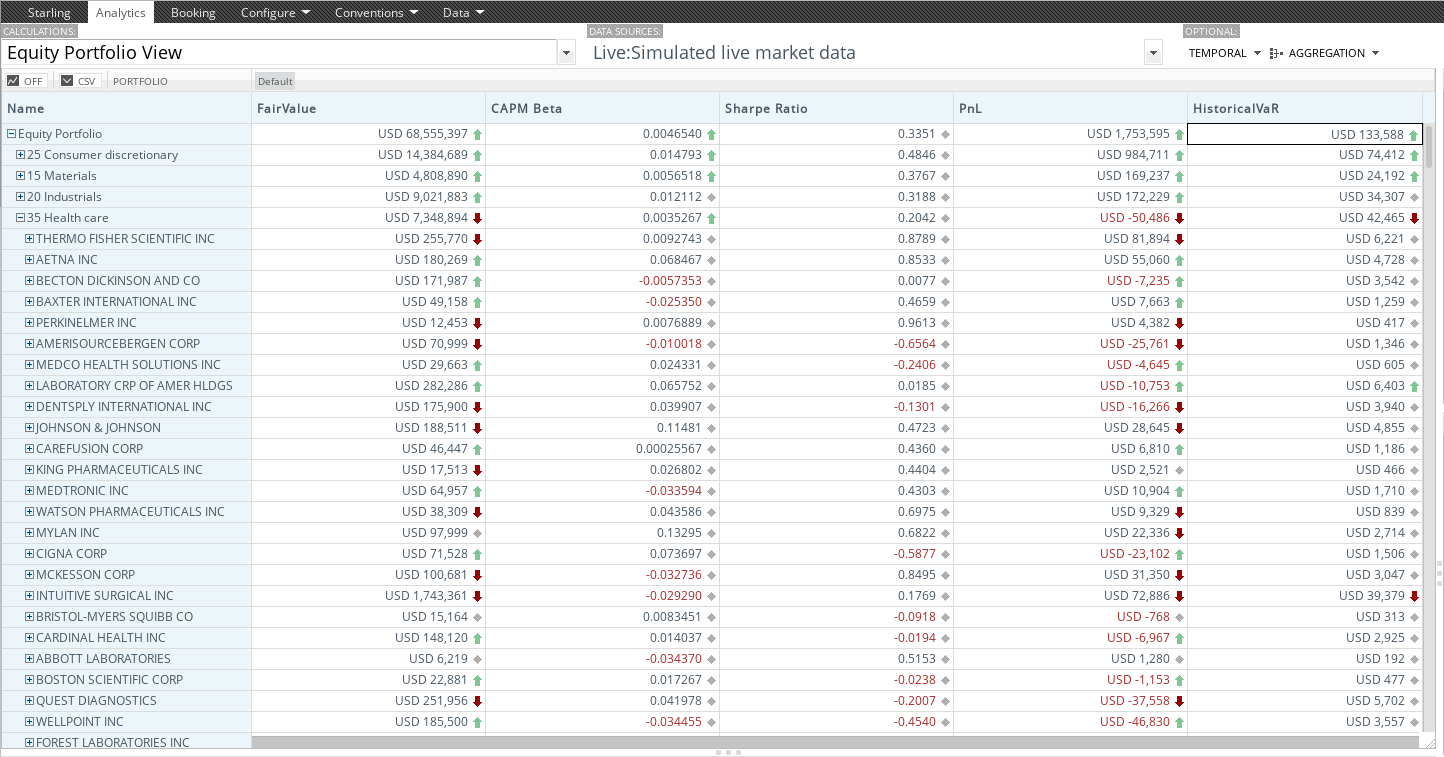 Starling Analytics Booking Configure Conventions Data
CALCULATIONS: DATA SOURCES: OPTIONAL:
Equity Portfolio View Live:Simulated live market data TEMPORAL AGGREGATION
OFF CSV PORTFOLIO Default
Name FairValue CAPM Beta Sharpe Ratio PnL HistoricalVaR
Equity Portfolio USD 68,555,397 0.0046540 0.3351 USD 1,753,595 USD 133,588
25 Consumer discretionary USD 14,384,689 0.014793 0.4846 USD 984,711 USD 74,412
15 Materials USD 4,808,890 0.0056518 0.3767 USD 169,237 USD 24,192
20 Industrials USD 9,021,883 0.012112 0.3188 USD 172,229 USD 34,307
35 Health care USD 7,348,894 0.0035267 0.2042 USD -50,486 USD 42,465
THERMO FISHER SCIENTIFIC INC USD 255,770 0.0092743 0.8789 USD 81,894 USD 6,221
AETNA INC USD 180,269 0.068467 0.8533 USD 55,060 USD 4,728
BECTON DICKINSON AND CO USD 171,987 -0.0057353 0.0077 USD -7,235 USD 3,542
BAXTER INTERNATIONAL INC USD 49,158 -0.025350 0.4659 USD 7,663 USD 1,259
PERKINELMER INC USD 12,453 0.0076889 0.9613 USD 4,382 USD 417
AMERISOURCEBERGEN CORP USD 70,999 -0.010018 -0.6564 USD -25,761 USD 1,346
MEDCO HEALTH SOLUTIONS INC USD 29,663 0.024331 -0.2406 USD -4,645 USD 605
LABORATORY CRP OF AMER HLDGS USD 282,286 0.065752 0.0185 USD -10,753 USD 6,403
DENTSPLY INTERNATIONAL INC USD 175,900 0.039907 -0.1301 USD -16,266 USD 3,940
JOHNSON & JOHNSON USD 188,511 0.11481 0.4723 USD 28,645 USD 4,855
CAREFUSION CORP USD 46,447 0.00025567 0.4360 USD 6,810 USD 1,186
KING PHARMACEUTICALS INC USD 17,513 0.026802 0.4404 USD 2,521 USD 466
MEDTRONIC INC USD 64,957 -0.033594 0.4303 USD 10,904 USD 1,710
WATSON PHARMACEUTICALS INC USD 38,309 0.043586 0.6975 USD 9,329 USD 839
MYLAN INC USD 97,999 0.13295 0.6822 USD 22,336 USD 2,714
CIGNA CORP USD 71,528 0.073697 -0.5877 USD -23,102 USD 1,506
MCKESSON CORP USD 100,681 -0.032736 0.8495 USD 31,350 USD 3,047
INTUITIVE SURGICAL INC USD 1,743,361 -0.029290 0.1769 USD 72,886 USD 39,379
BRISTOL-MYERS SQUIBB CO USD 15,164 0.0083451 -0.0918 USD -768 USD 313
CARDINAL HEALTH INC USD 148,120 0.014037 -0.0194 USD -6,967 USD 2,925
ABBOTT LABORATORIES USD 6,219 -0.034370 0.5153 USD 1,280 USD 192
BOSTON SCIENTIFIC CORP USD 22,881 0.017267 -0.0238 USD -1,153 USD 477
QUEST DIAGNOSTICS USD 251,956 0.041978 -0.2007 USD -37,558 USD 5,702
WELLPOINT INC USD 185,500 -0.034455 -0.4540 USD -46,830 USD 3,557
FOREST LABORATORIES INC